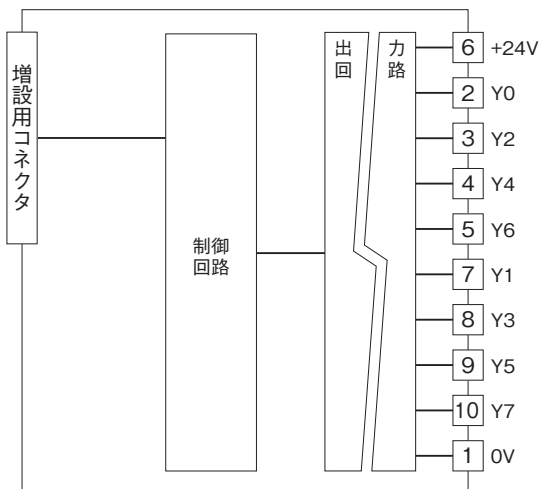 増設用コネクタ
制御
回路
出力
回路
6 +24V
2 Y0
3 Y2
4 Y4
5 Y6
7 Y1
8 Y3
9 Y5
10 Y7
1 0V